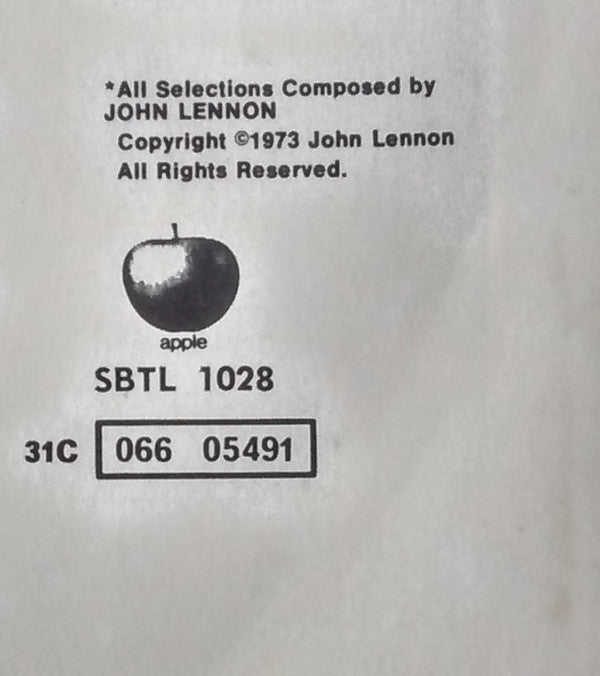 *All Selections Composed by
JOHN LENNON
Copyright ©1973 John Lennon
All Rights Reserved.
apple
SBTL 1028
31C 066 05491